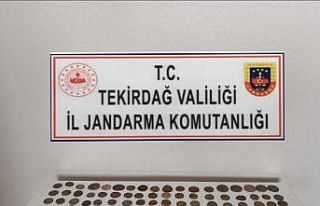 T.C.
TEKİRDAĞ VALİLİĞİ
İL JANDARMA KOMUTANLIĞI